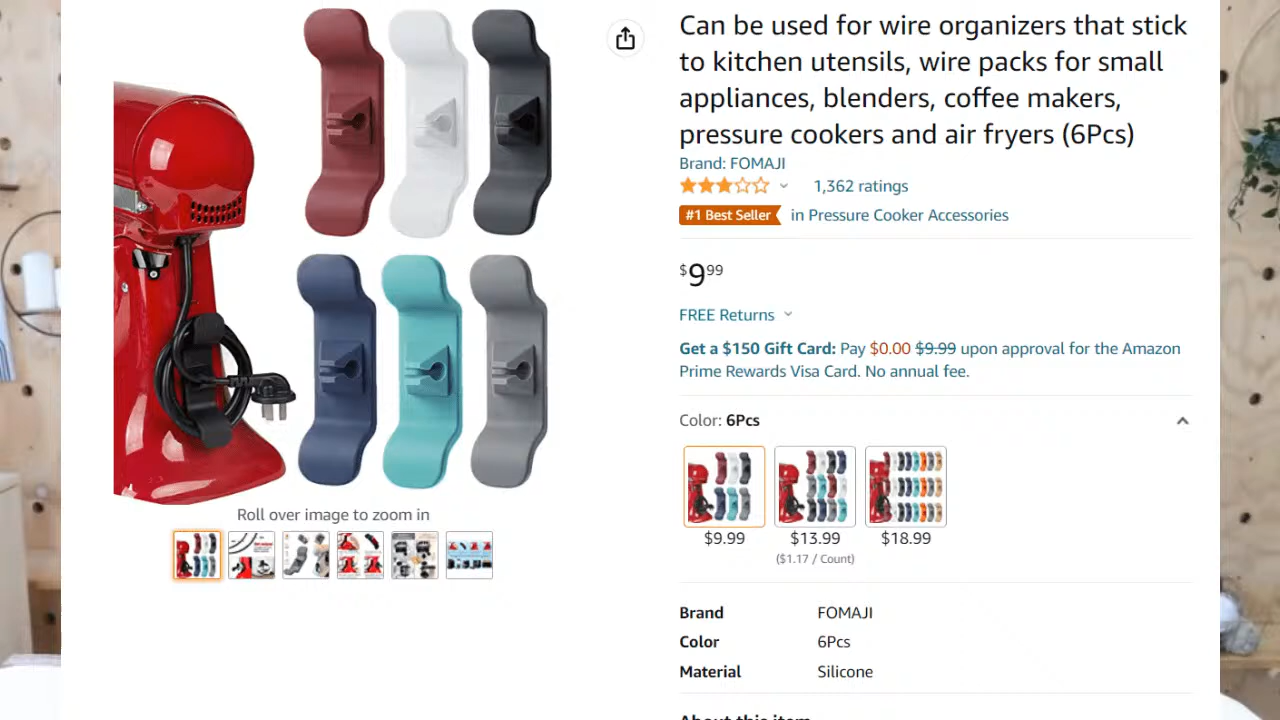 Can be used for wire organizers that stick
to kitchen utensils, wire packs for small
appliances, blenders, coffee makers,
pressure cookers and air fryers (6Pcs)
Brand: FOMAJI
1,362 ratings
#1 Best Seller in Pressure Cooker Accessories
$9.99
FREE Returns
Get a $150 Gift Card: Pay $0.00 $9.99 upon approval for the Amazon
Prime Rewards Visa Card. No annual fee.
Color: 6Pcs
$9.99 $13.99 $18.99
($1.17 / Count)
Roll over image to zoom in
Brand FOMAJI
Color 6Pcs
Material Silicone
About this item